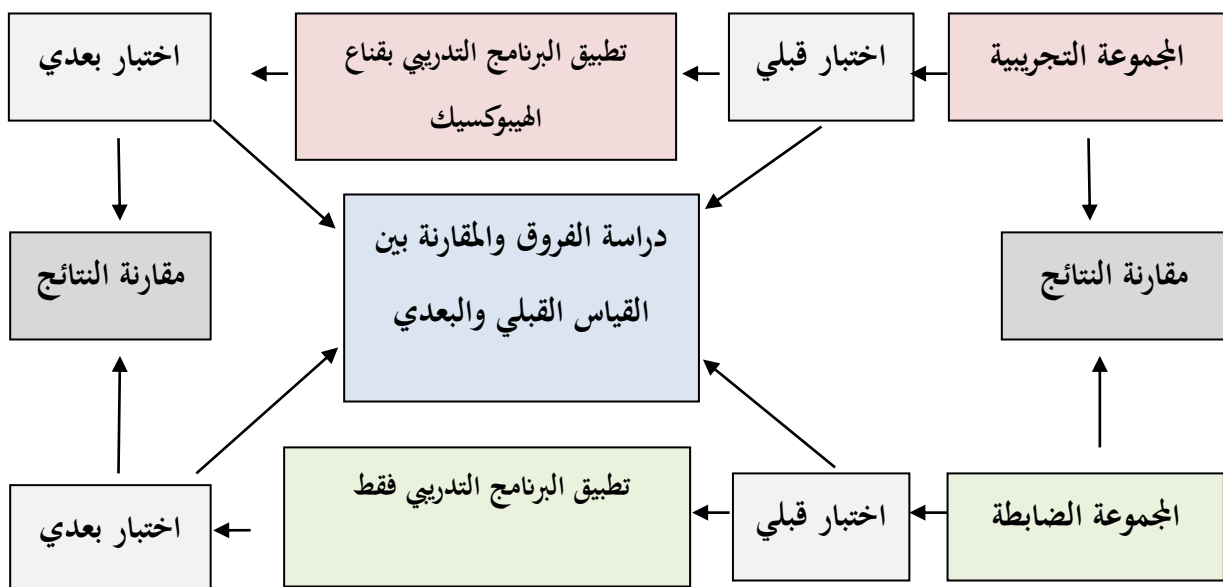 المجموعة التجريبية
اختبار قبلي
تطبيق البرنامج التدريبي بقناع
الهيبوكسيك
اختبار بعدي
مقارنة النتائج
دراسة الفروق والمقارنة بين
القياس القبلي والبعدي
مقارنة النتائج
المجموعة الضابطة
اختبار قبلي
تطبيق البرنامج التدريبي فقط
اختبار بعدي